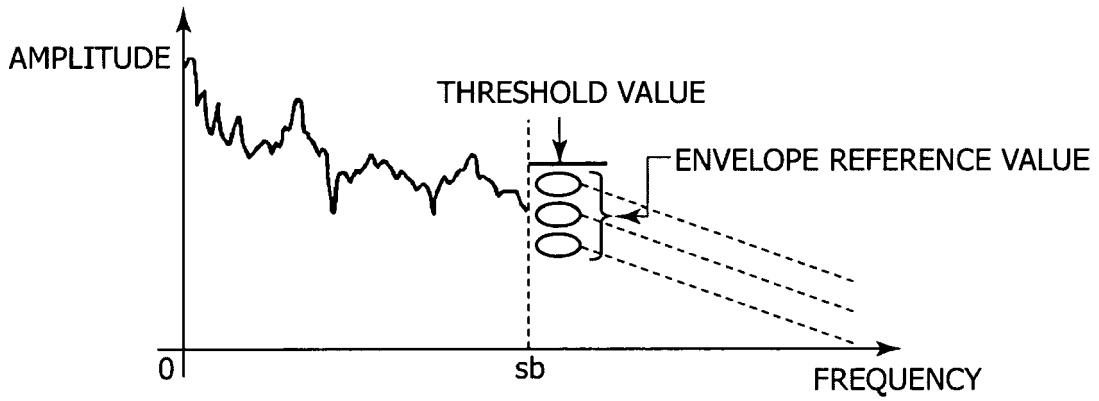 AMPLITUDE
THRESHOLD VALUE
ENVELOPE REFERENCE VALUE
0
sb
FREQUENCY